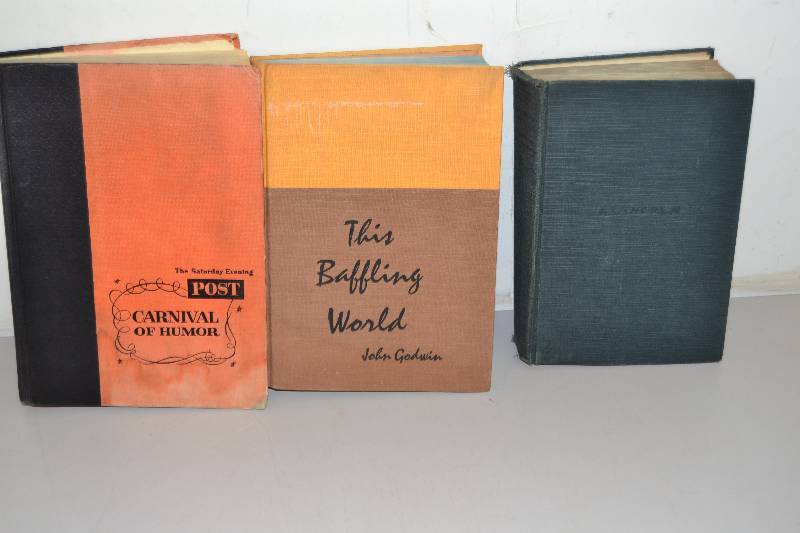 The Saturday Evening
POST
CARNIVAL
OF HUMOR
This
Baffling
World
John Godwin